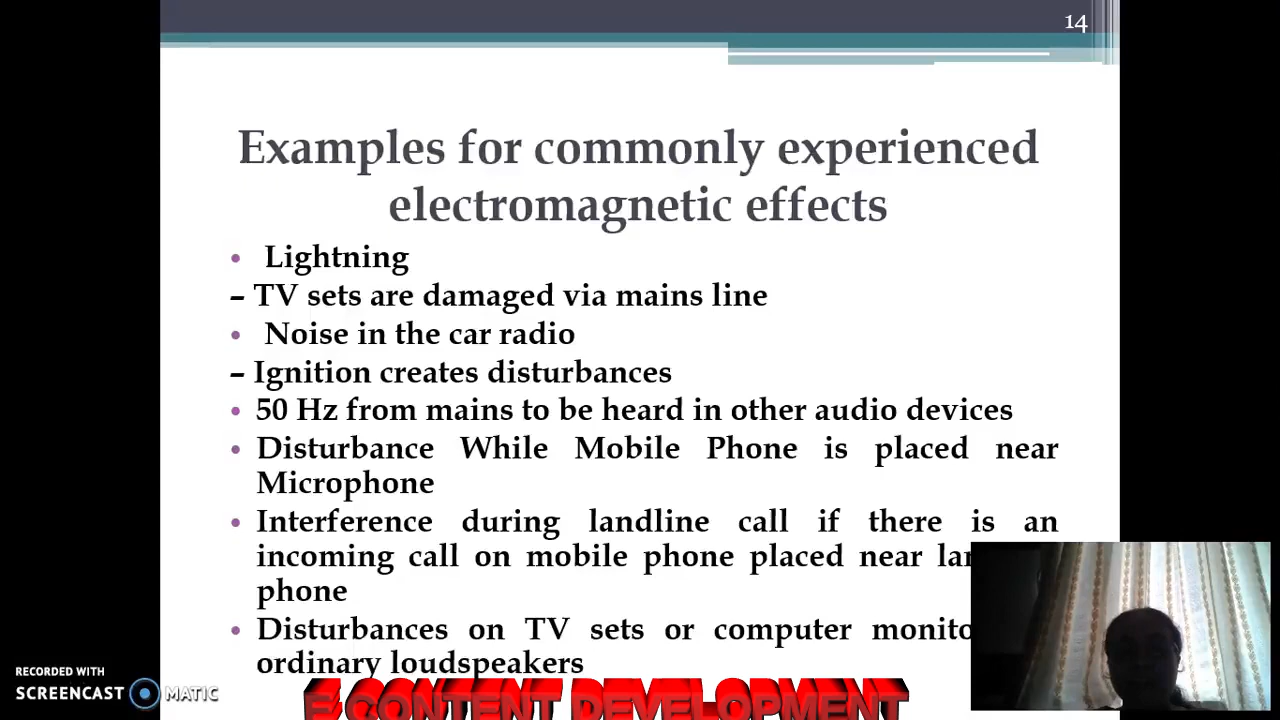 14
Examples for commonly experienced
electromagnetic effects
• Lightning
– TV sets are damaged via mains line
• Noise in the car radio
– Ignition creates disturbances
• 50 Hz from mains to be heard in other audio devices
• Disturbance While Mobile Phone is placed near
Microphone
• Interference during landline call if there is an
incoming call on mobile phone placed near
phone
• Disturbances on TV sets or computer
ordinary loudspeakers
E-CONTENT DEVELOPMENT
RECORDED WITH
SCREENCAST MATIC